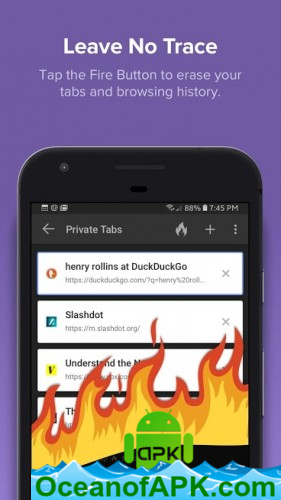 Leave No Trace
Tap the Fire Button to erase your
tabs and browsing history.
88% 7:45 PM
Private Tabs
henry rollins at DuckDuckGo
https://duckduckgo.com/?q=henry%20roll...
Slashdot
https://m.slashdot.org/
Understand the N
Th
APK
OceanofAPK.com